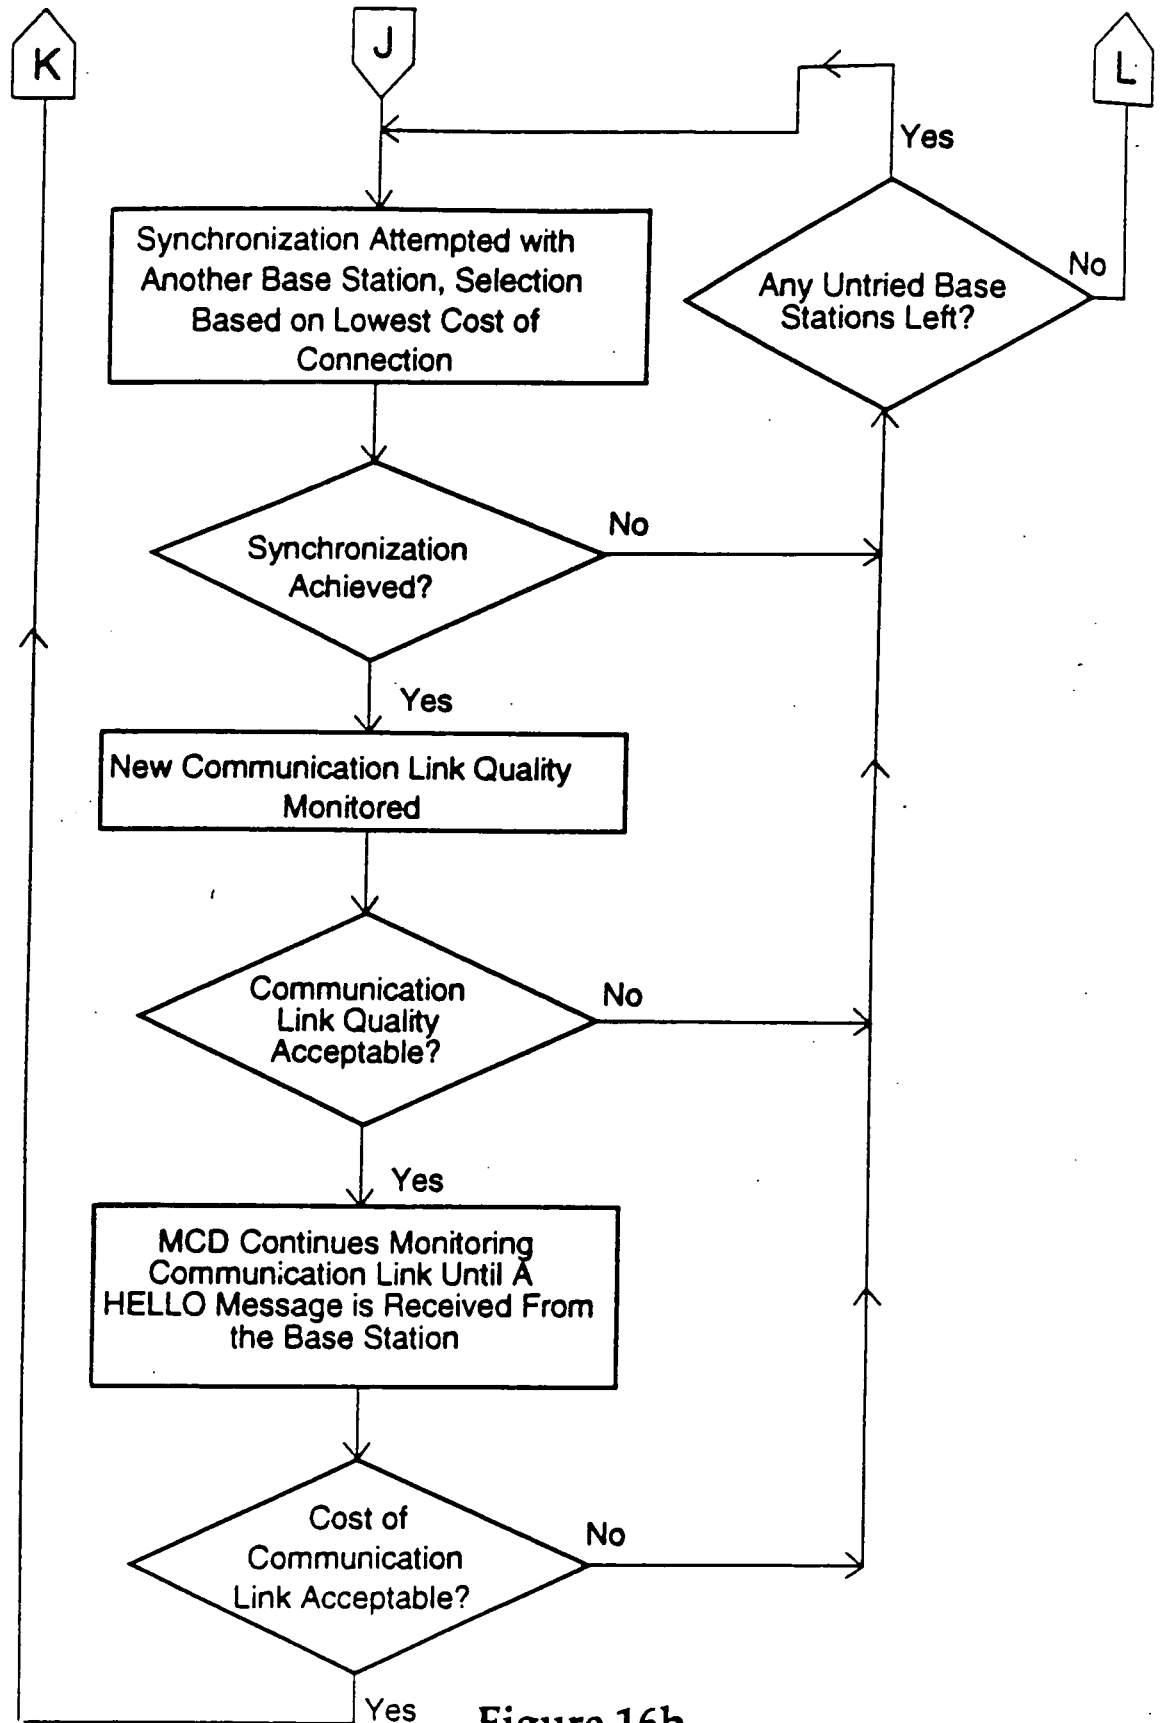 K
J
L
Yes
Synchronization Attempted with
Another Base Station, Selection
Based on Lowest Cost of
Connection
Any Untried Base
Stations Left?
No
Synchronization
Achieved?
No
Yes
New Communication Link Quality
Monitored
Communication
Link Quality
Acceptable?
No
Yes
MCD Continues Monitoring
Communication Link Until A
HELLO Message is Received From
the Base Station
Cost of
Communication
Link Acceptable?
No
Yes
Figure 16b